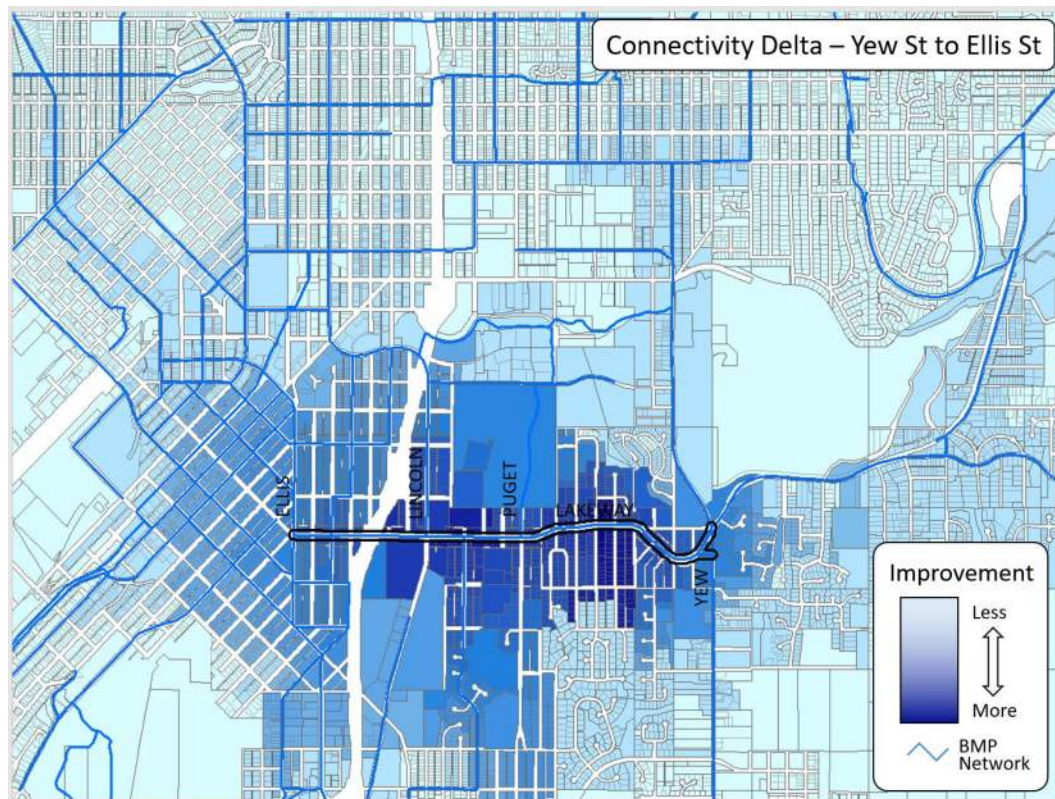 Connectivity Delta – Yew St to Ellis St
ELLIS
LINCOLN
PUGET
LAKEWAY
YEW
Improvement
Less
More
BMP
Network